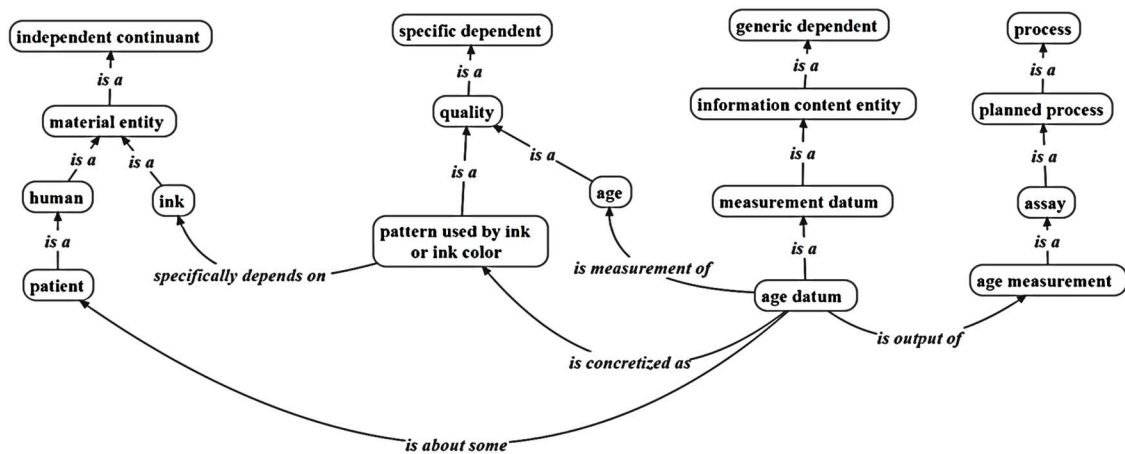 independent continuant
specific dependent
generic dependent
process
is a
is a
is a
is a
material entity
quality
information content entity
planned process
is a
is a
is a
is a
is a
is a
human
ink
age
measurement datum
assay
is a
pattern used by ink
or ink color
is a
is a
specifically depends on
is measurement of
patient
age datum
age measurement
is concretized as
is output of
is about some